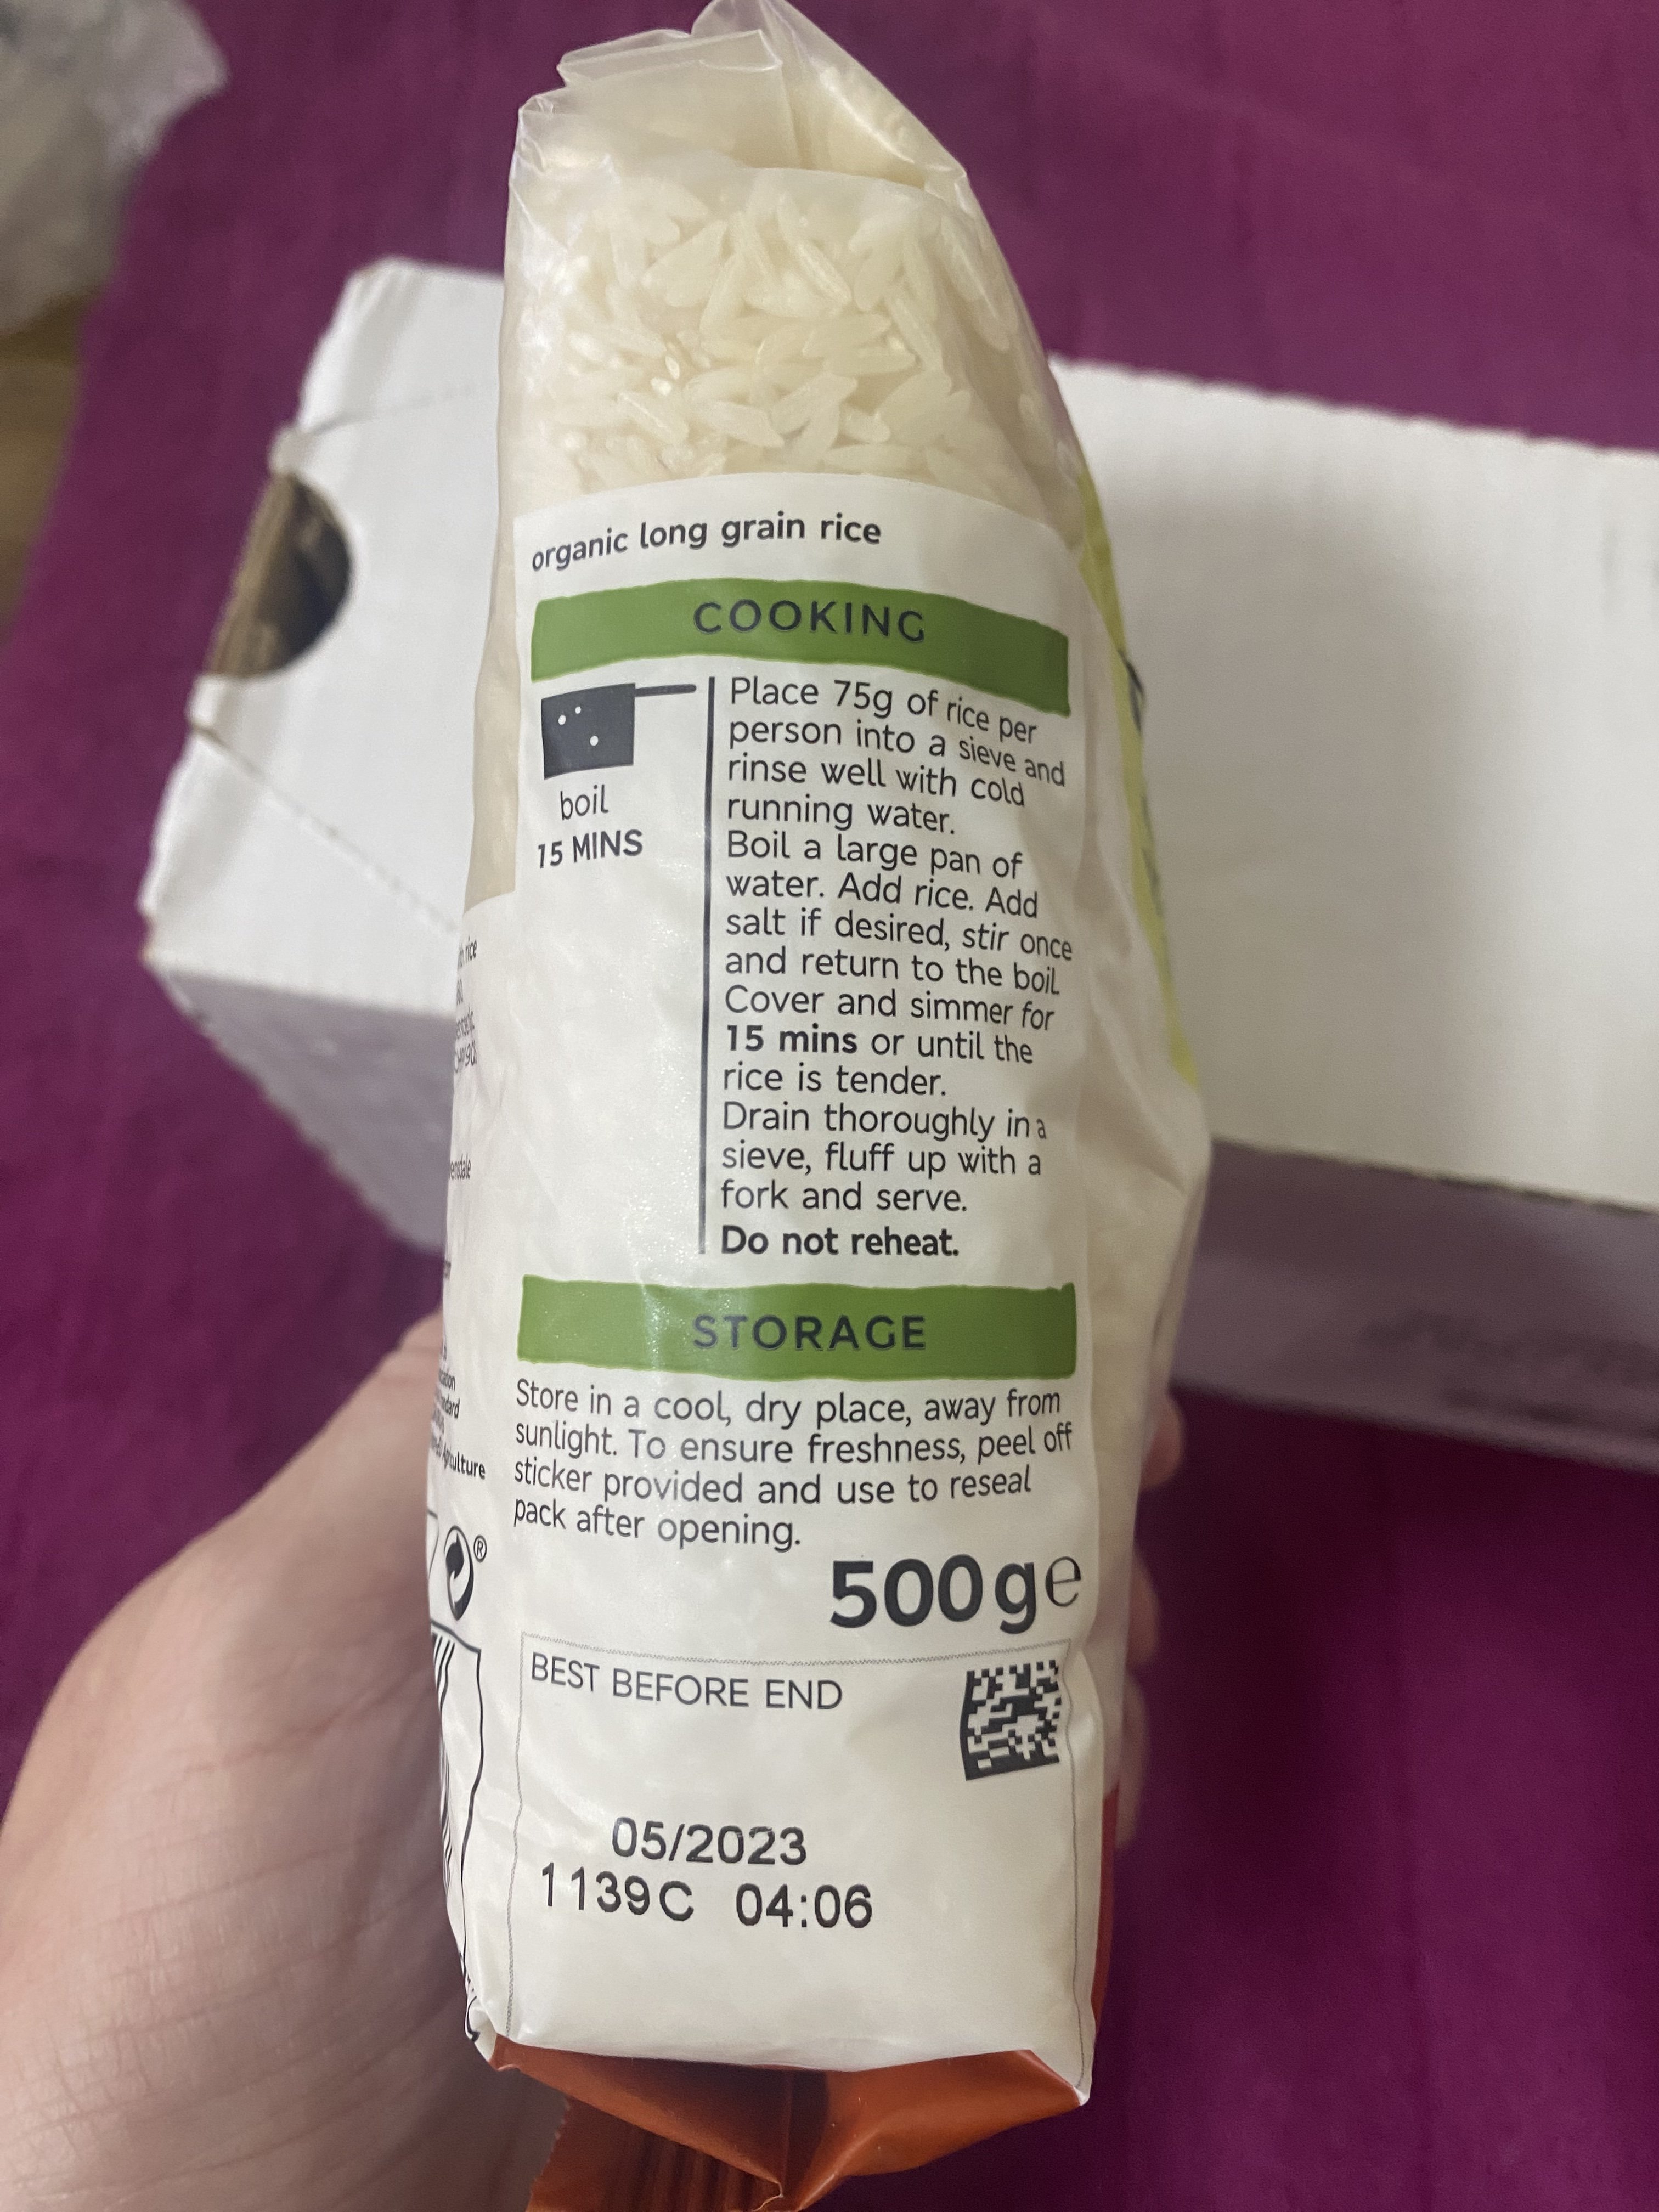 organic long grain rice
COOKING
boil
15 MINS
Place 75g of rice per
person into a sieve and
rinse well with cold
running water.
Boil a large pan of
water. Add rice. Add
salt if desired, stir once
and return to the boil.
Cover and simmer for
15 mins or until the
rice is tender.
Drain thoroughly in a
sieve, fluff up with a
fork and serve.
Do not reheat.
STORAGE
Store in a cool, dry place, away from
sunlight. To ensure freshness, peel off
sticker provided and use to reseal
pack after opening.
500g e
BEST BEFORE END
05/2023
1139C 04:06
rice
®